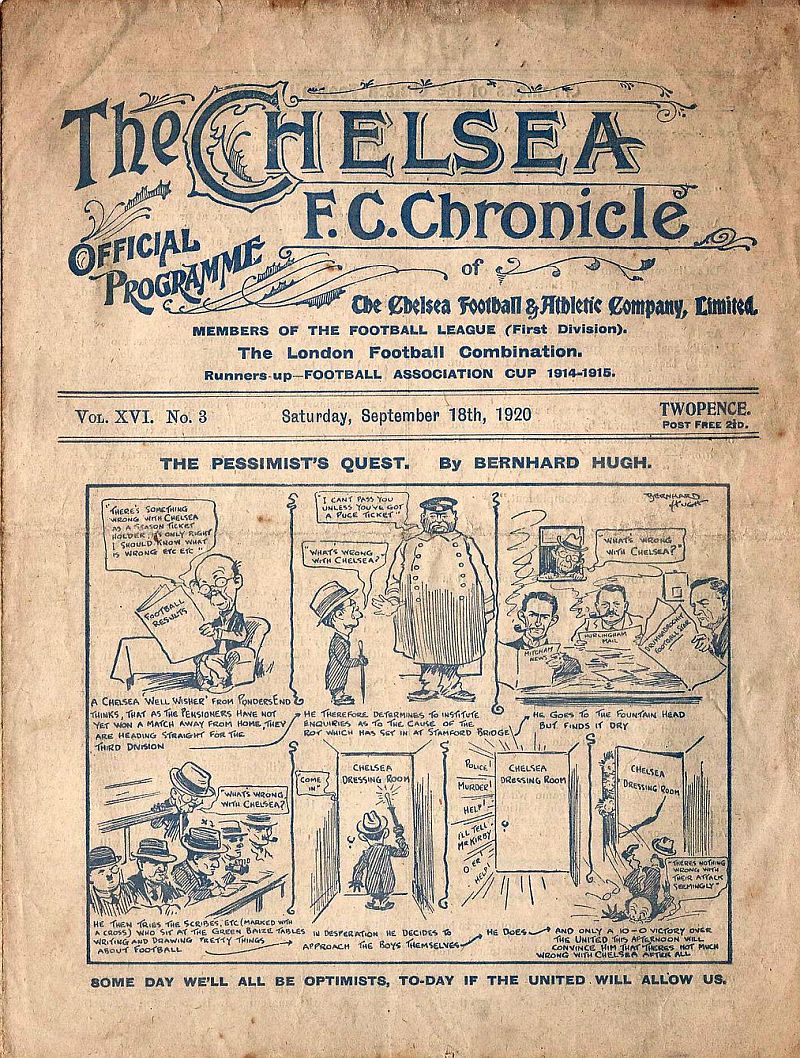 The CHELSEA
F.C. Chronicle
OFFICIAL
PROGRAMME
of
The Chelsea Football & Athletic Company, Limited.
MEMBERS OF THE FOOTBALL LEAGUE (First Division).
The London Football Combination.
Runners-up—FOOTBALL ASSOCIATION CUP 1914-1915.
VOL. XVI. No. 3
Saturday, September 18th, 1920
TWOPENCE.
POST FREE 2½D.
THE PESSIMIST'S QUEST. By BERNHARD HUGH.
"THERE'S SOMETHING
WRONG WITH CHELSEA
AS A SEASON TICKET
HOLDER, IT'S ONLY RIGHT
I SHOULD KNOW WHAT
IS WRONG ETC ETC"
FOOTBALL
RESULTS
A CHELSEA 'WELL WISHER' FROM PONDERS END
THINKS, THAT AS THE PENSIONERS HAVE NOT
YET WON A MATCH AWAY FROM HOME, THEY
ARE HEADING STRAIGHT FOR THE
THIRD DIVISION
"I CANT PASS YOU
UNLESS YOU'VE GOT
A PUCE TICKET"
"WHAT'S WRONG
WITH CHELSEA?"
HE THEREFORE DETERMINES TO INSTITUTE
ENQUIRIES AS TO THE CAUSE OF THE
ROT WHICH HAS SET IN AT STAMFORD BRIDGE
BERNHARD
HUGH
"WHAT'S WRONG
WITH CHELSEA?"
MITCHAM
NEWS
HURLINGHAM
MAIL
FOOTBALL STAR
HE GOES TO THE FOUNTAIN HEAD
BUT FINDS IT DRY
"WHAT'S WRONG
WITH CHELSEA?
HE THEN TRIES THE SCRIBES, ETC (MARKED WITH
A CROSS) WHO SIT AT THE GREEN BAIZE TABLES
WRITING AND DRAWING PRETTY THINGS
ABOUT FOOTBALL
"COME
IN"
CHELSEA
DRESSING ROOM
IN DESPERATION HE DECIDES TO
APPROACH THE BOYS THEMSELVES
POLICE!
MURDER!
HELP!
I'LL TELL
MR KIRBY
O'ER
HELP!
CHELSEA
DRESSING ROOM
HE DOES
CHELSEA
DRESSING ROOM
"THERES NOTHING
WRONG WITH
THEIR ATTACK
SEEMINGLY"
AND ONLY A 10-0 VICTORY OVER
THE UNITED THIS AFTERNOON WILL
CONVINCE HIM THAT THERE'S NOT MUCH
WRONG WITH CHELSEA AFTER ALL
SOME DAY WE'LL ALL BE OPTIMISTS, TO-DAY IF THE UNITED WILL ALLOW US.